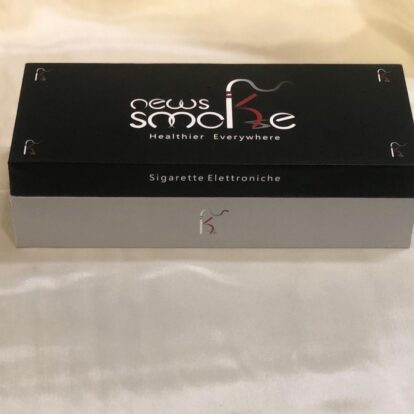 news
smoke
Healthier Everywhere
Sigarette Elettroniche